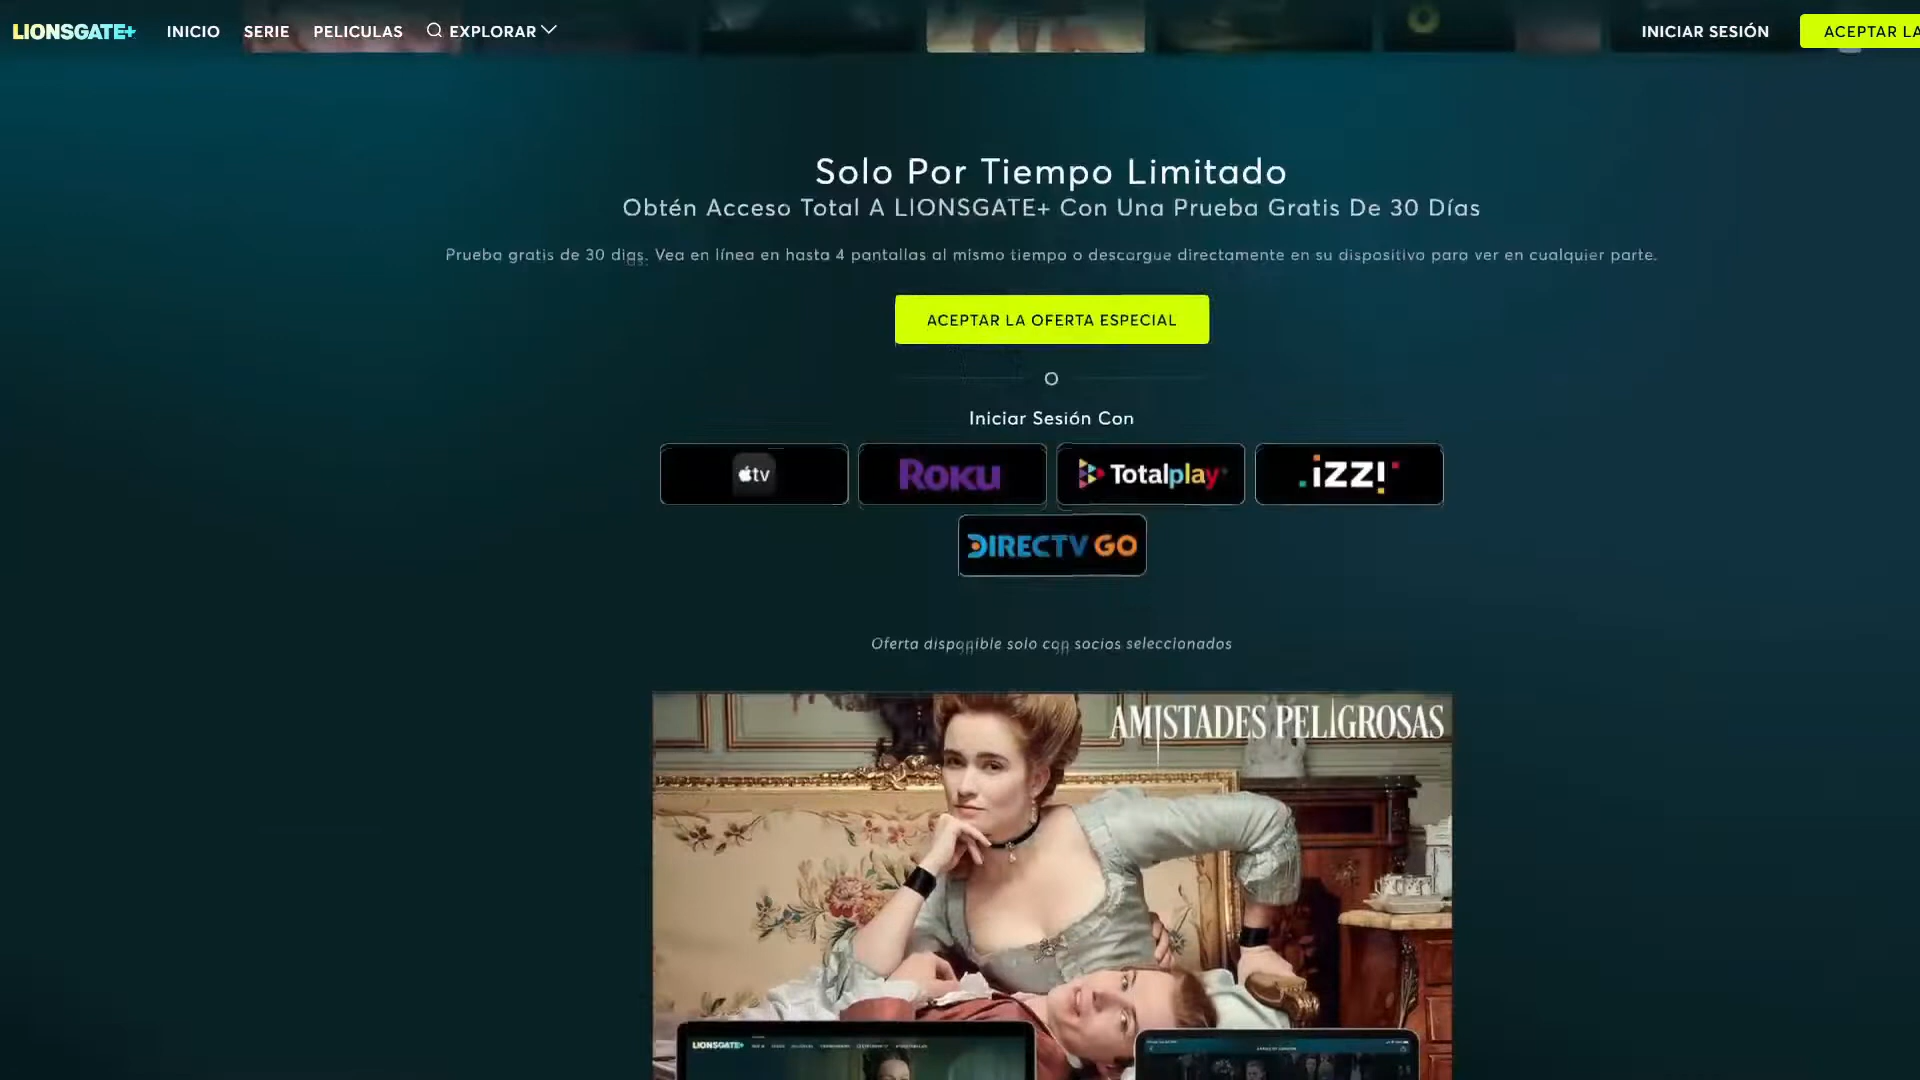 LIONSGATE+ INICIO SERIE PELICULAS EXPLORAR INICIAR SESIÓN ACEPTAR LA
Solo Por Tiempo Limitado
Obtén Acceso Total A LIONSGATE+ Con Una Prueba Gratis De 30 Días
Prueba gratis de 30 dias. Vea en línea en hasta 4 pantallas al mismo tiempo o descargue directamente en su dispositivo para ver en cualquier parte.
ACEPTAR LA OFERTA ESPECIAL
O
Iniciar Sesión Con
tv Roku Totalplay izz!
DIRECTV GO
Oferta disponible solo con socios seleccionados
AMISTADES PELIGROSAS
LIONSGATE+